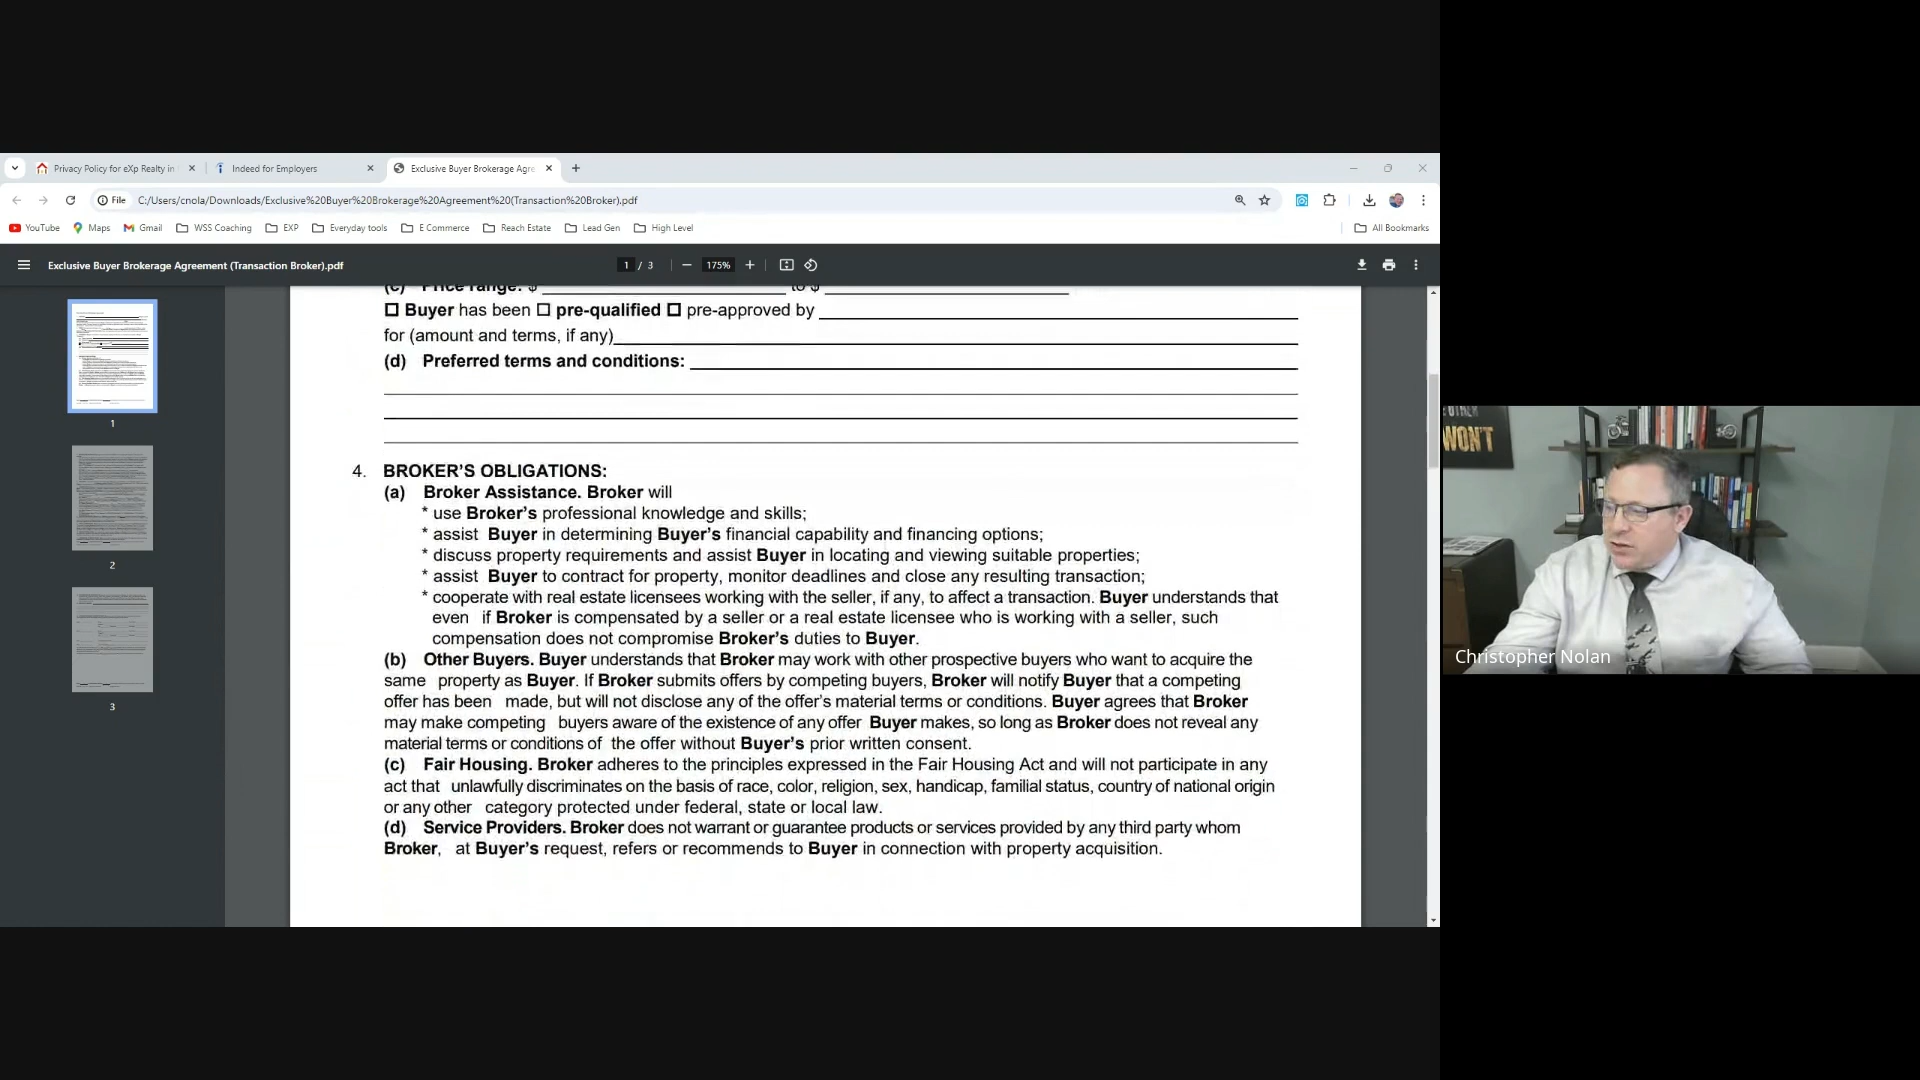 Privacy Policy for eXp Realty in
Indeed for Employers
Exclusive Buyer Brokerage Agre
File
C:/Users/cnola/Downloads/Exclusive%20Buyer%20Brokerage%20Agreement%20(Transaction%20Broker).pdf
YouTube Maps Gmail WSS Coaching EXP Everyday tools E Commerce Reach Estate Lead Gen High Level All Bookmarks
Exclusive Buyer Brokerage Agreement (Transaction Broker).pdf
1 / 3
175%
1
2
3
(c) Price range: $ to $
Buyer has been pre-qualified pre-approved by
for (amount and terms, if any)
(d) Preferred terms and conditions:
4. BROKER'S OBLIGATIONS:
(a) Broker Assistance. Broker will
* use Broker's professional knowledge and skills;
* assist Buyer in determining Buyer's financial capability and financing options;
* discuss property requirements and assist Buyer in locating and viewing suitable properties;
* assist Buyer to contract for property, monitor deadlines and close any resulting transaction;
* cooperate with real estate licensees working with the seller, if any, to affect a transaction. Buyer understands that
even if Broker is compensated by a seller or a real estate licensee who is working with a seller, such
compensation does not compromise Broker's duties to Buyer.
(b) Other Buyers. Buyer understands that Broker may work with other prospective buyers who want to acquire the
same property as Buyer. If Broker submits offers by competing buyers, Broker will notify Buyer that a competing
offer has been made, but will not disclose any of the offer's material terms or conditions. Buyer agrees that Broker
may make competing buyers aware of the existence of any offer Buyer makes, so long as Broker does not reveal any
material terms or conditions of the offer without Buyer's prior written consent.
(c) Fair Housing. Broker adheres to the principles expressed in the Fair Housing Act and will not participate in any
act that unlawfully discriminates on the basis of race, color, religion, sex, handicap, familial status, country of national origin
or any other category protected under federal, state or local law.
(d) Service Providers. Broker does not warrant or guarantee products or services provided by any third party whom
Broker, at Buyer's request, refers or recommends to Buyer in connection with property acquisition.
WON'T
Christopher Nolan